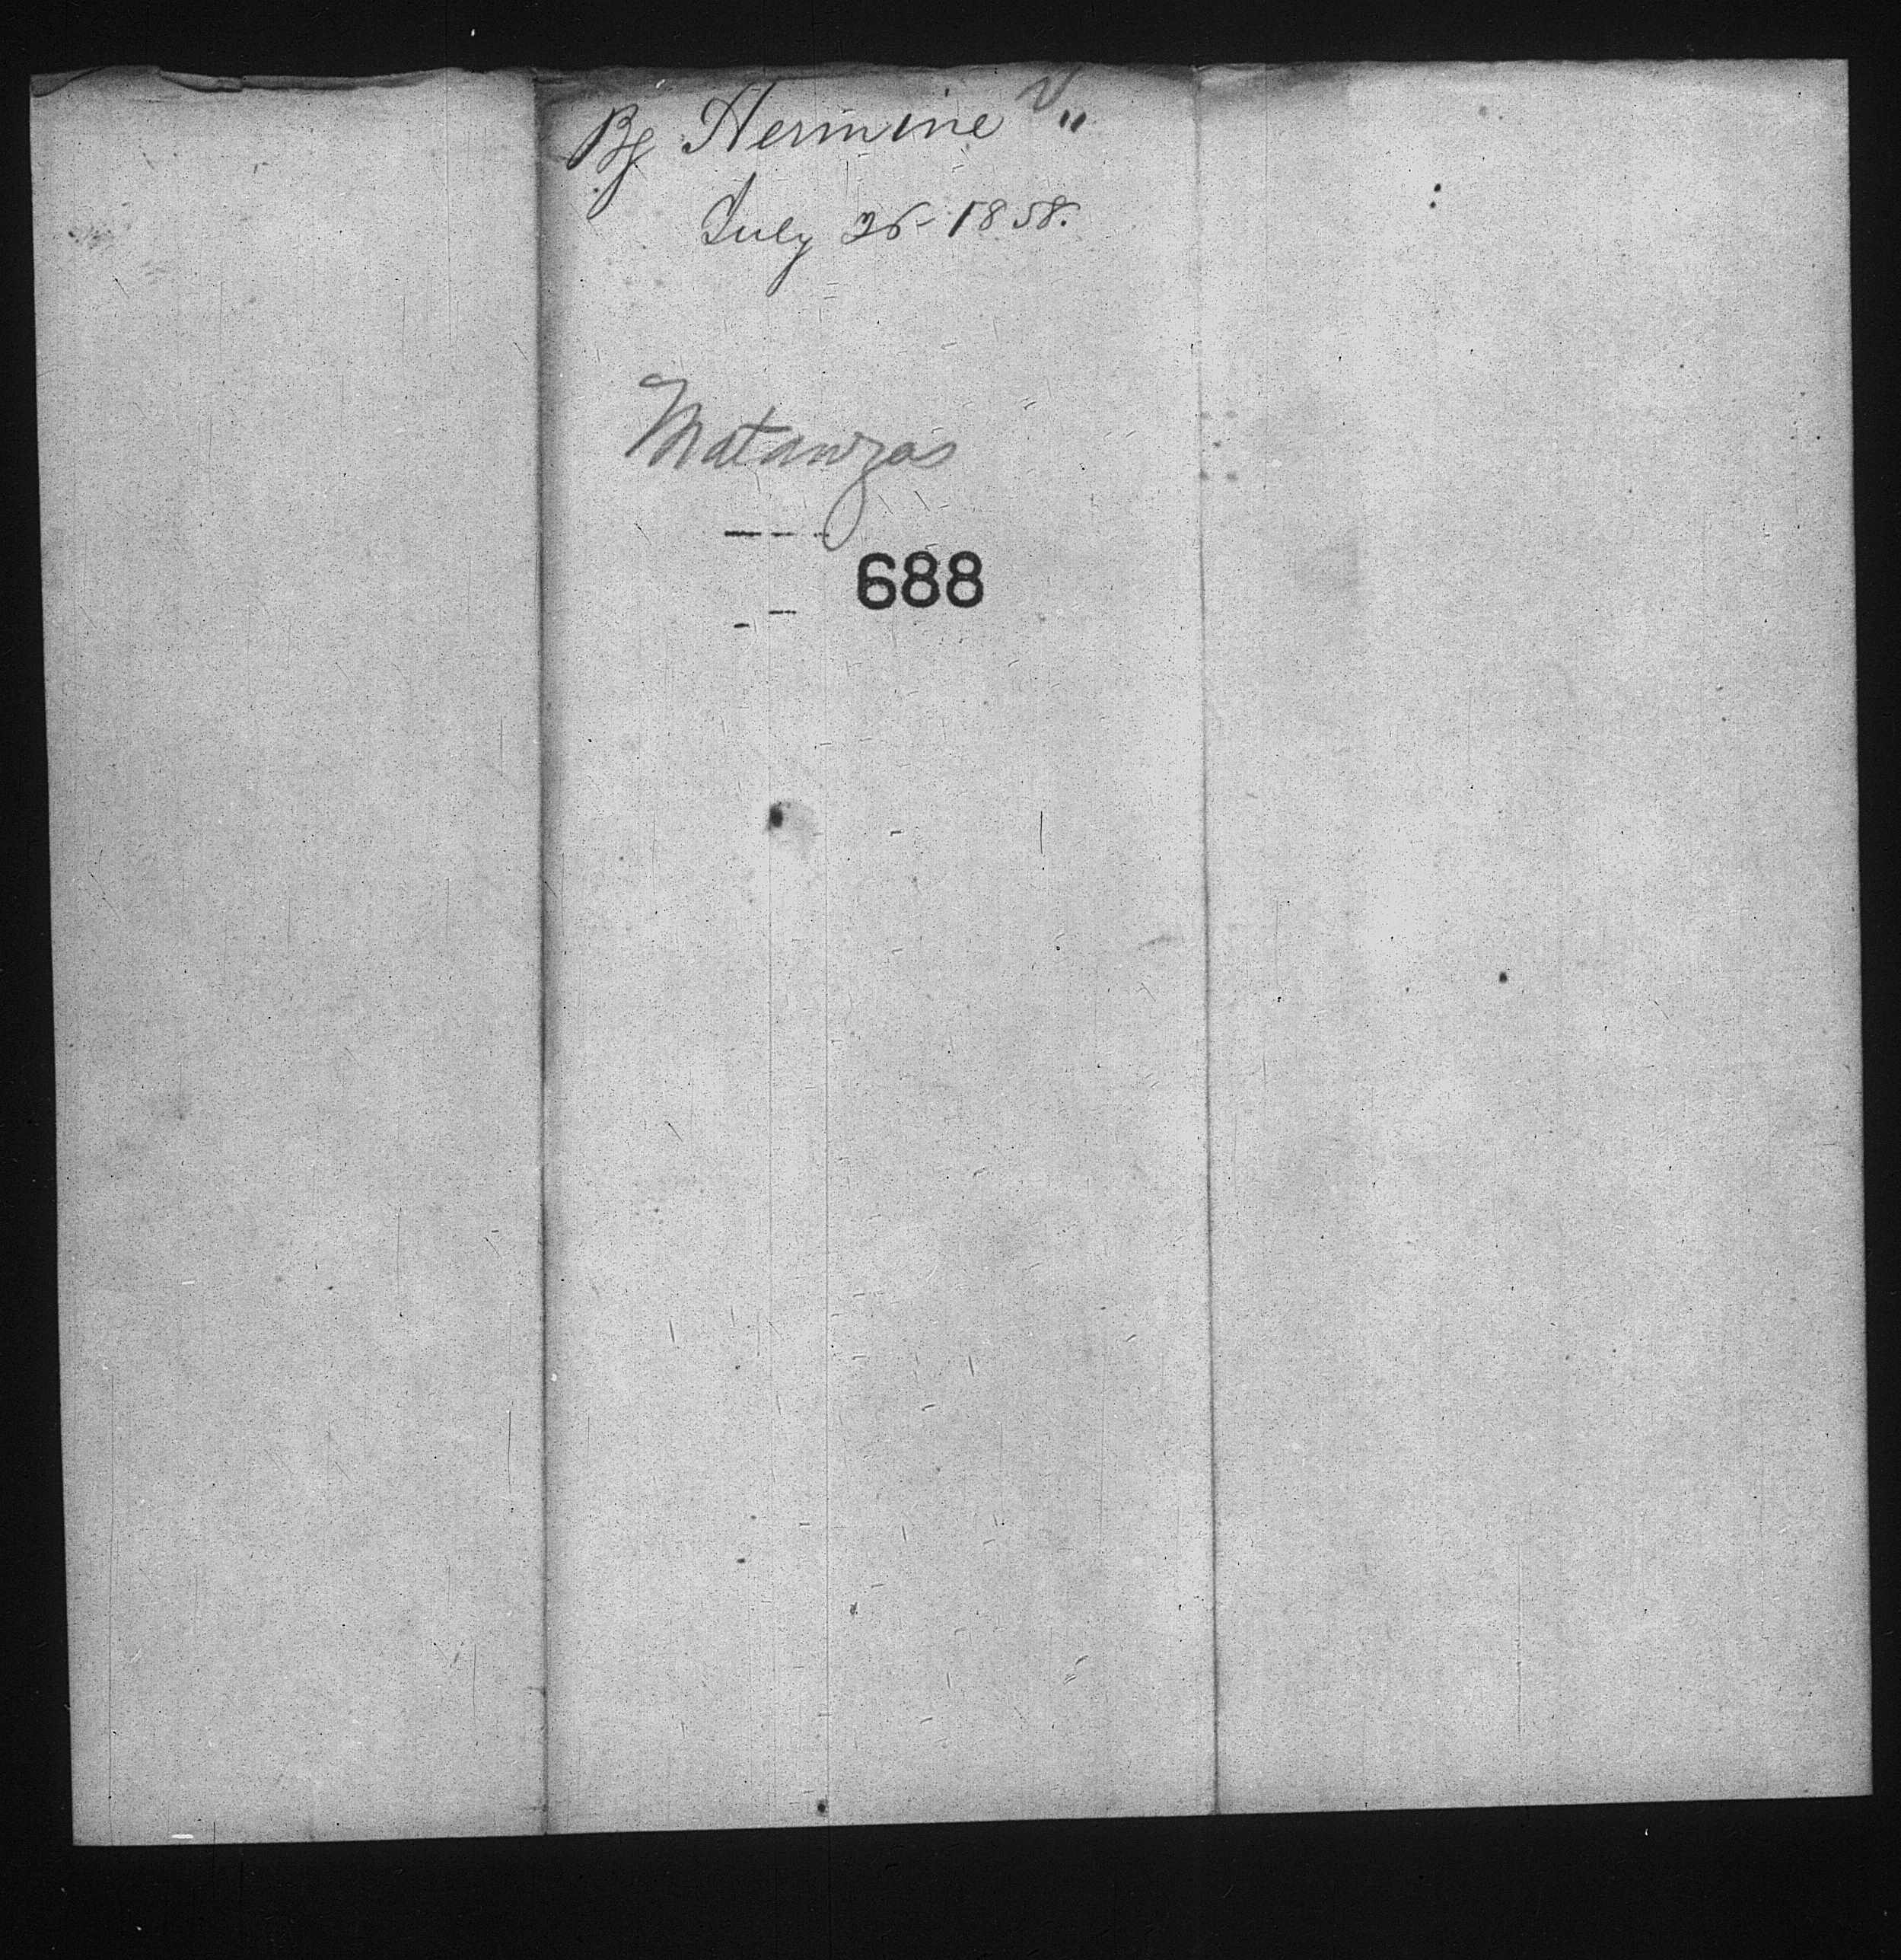 Bg Hermine V "
July 26 - 1858.
Matanzas
688